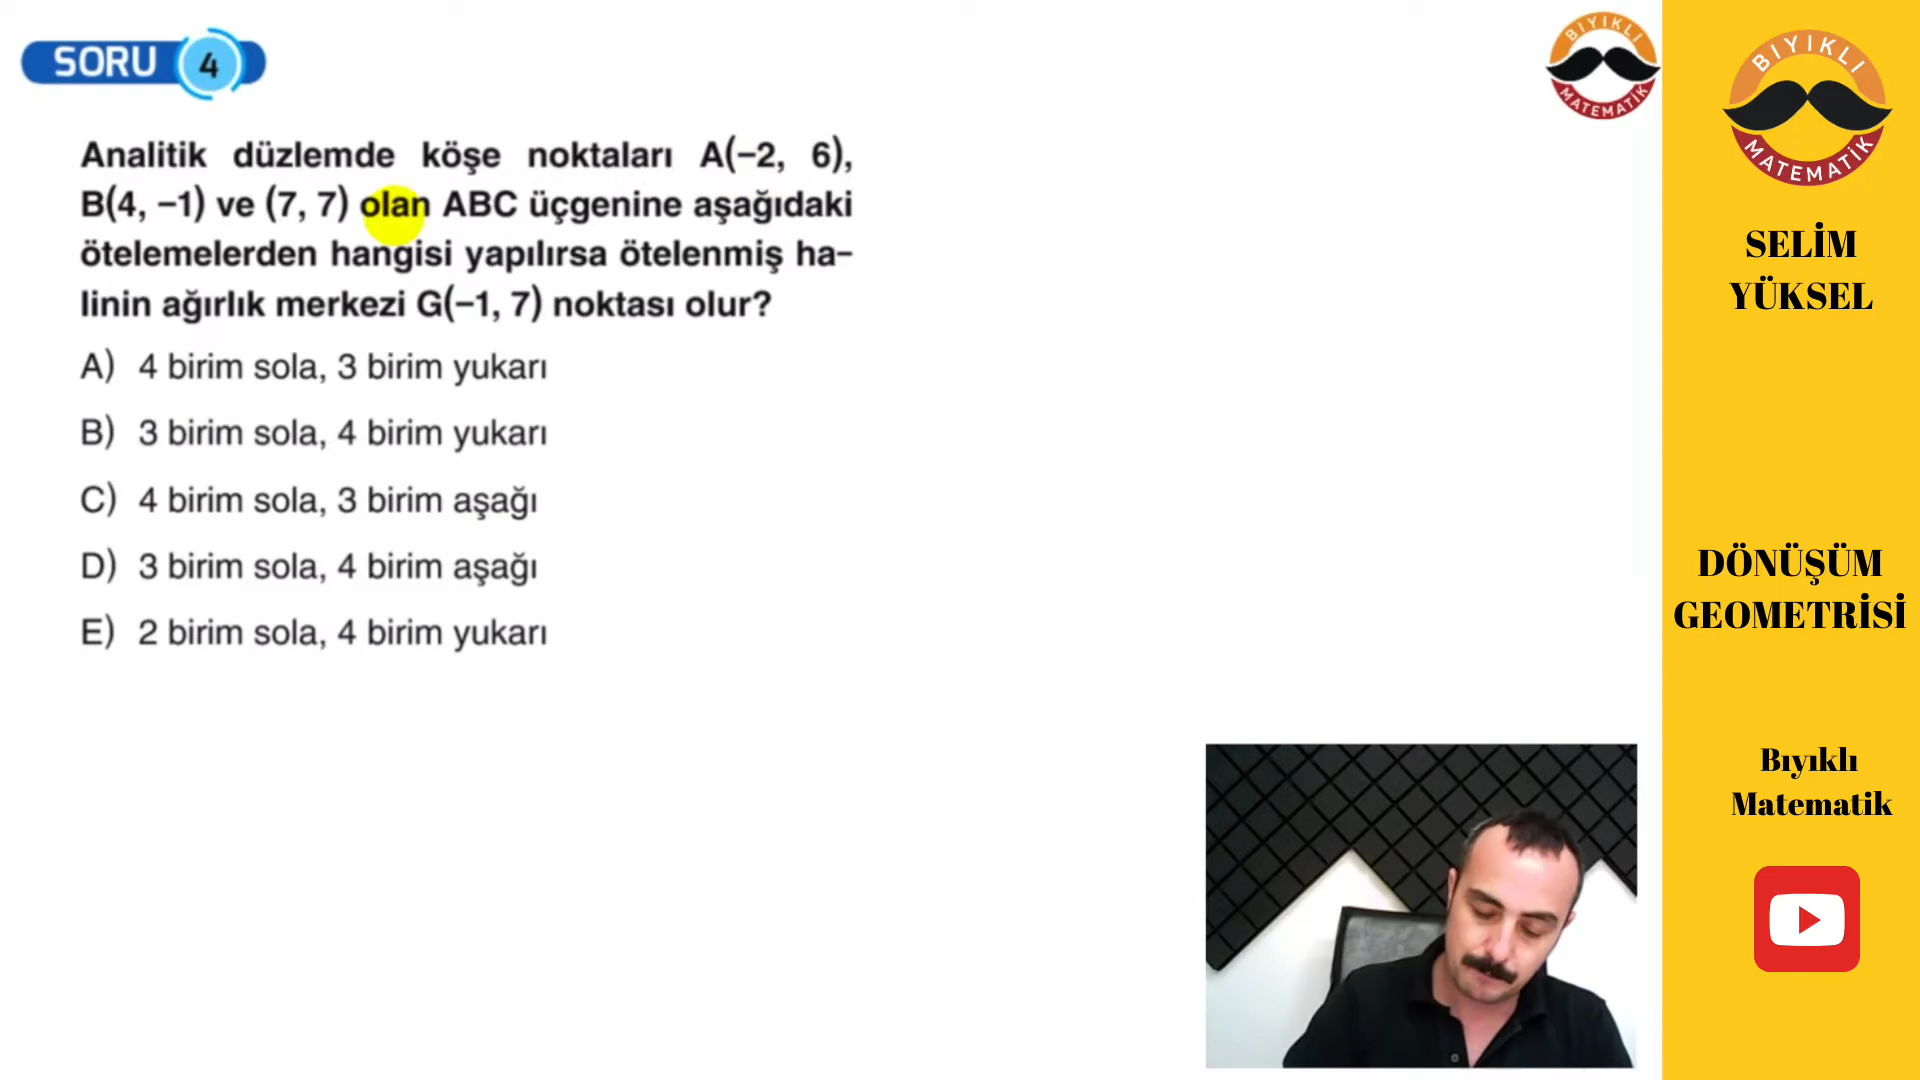 SORU 4
Analitik düzlemde köşe noktaları A(−2, 6),
B(4, −1) ve (7, 7) olan ABC üçgenine aşağıdaki
ötelemelerden hangisi yapılırsa ötelenmiş ha-
linin ağırlık merkezi G(−1, 7) noktası olur?
A) 4 birim sola, 3 birim yukarı
B) 3 birim sola, 4 birim yukarı
C) 4 birim sola, 3 birim aşağı
D) 3 birim sola, 4 birim aşağı
E) 2 birim sola, 4 birim yukarı
BIYIKLI
MATEMATİK
BIYIKLI
MATEMATİK
SELİM
YÜKSEL
DÖNÜŞÜM
GEOMETRİSİ
Bıyıklı
Matematik